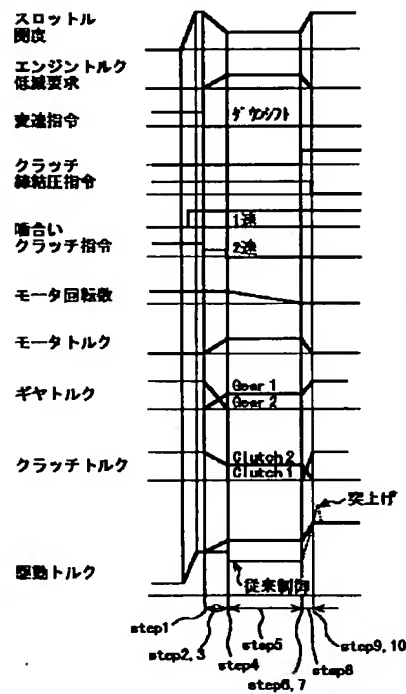 スロットル
開度
エンジントルク
低減要求
変速指令
ダウンシフト
クラッチ
締結圧指令
噛合い
クラッチ指令
1速
2速
モータ回転数
モータトルク
ギヤトルク
Gear 1
Gear 2
クラッチトルク
Clutch 2
Clutch 1
突上げ
駆動トルク
従来制御
step1
step2, 3
step4
step5
step6, 7
step8
step9, 10